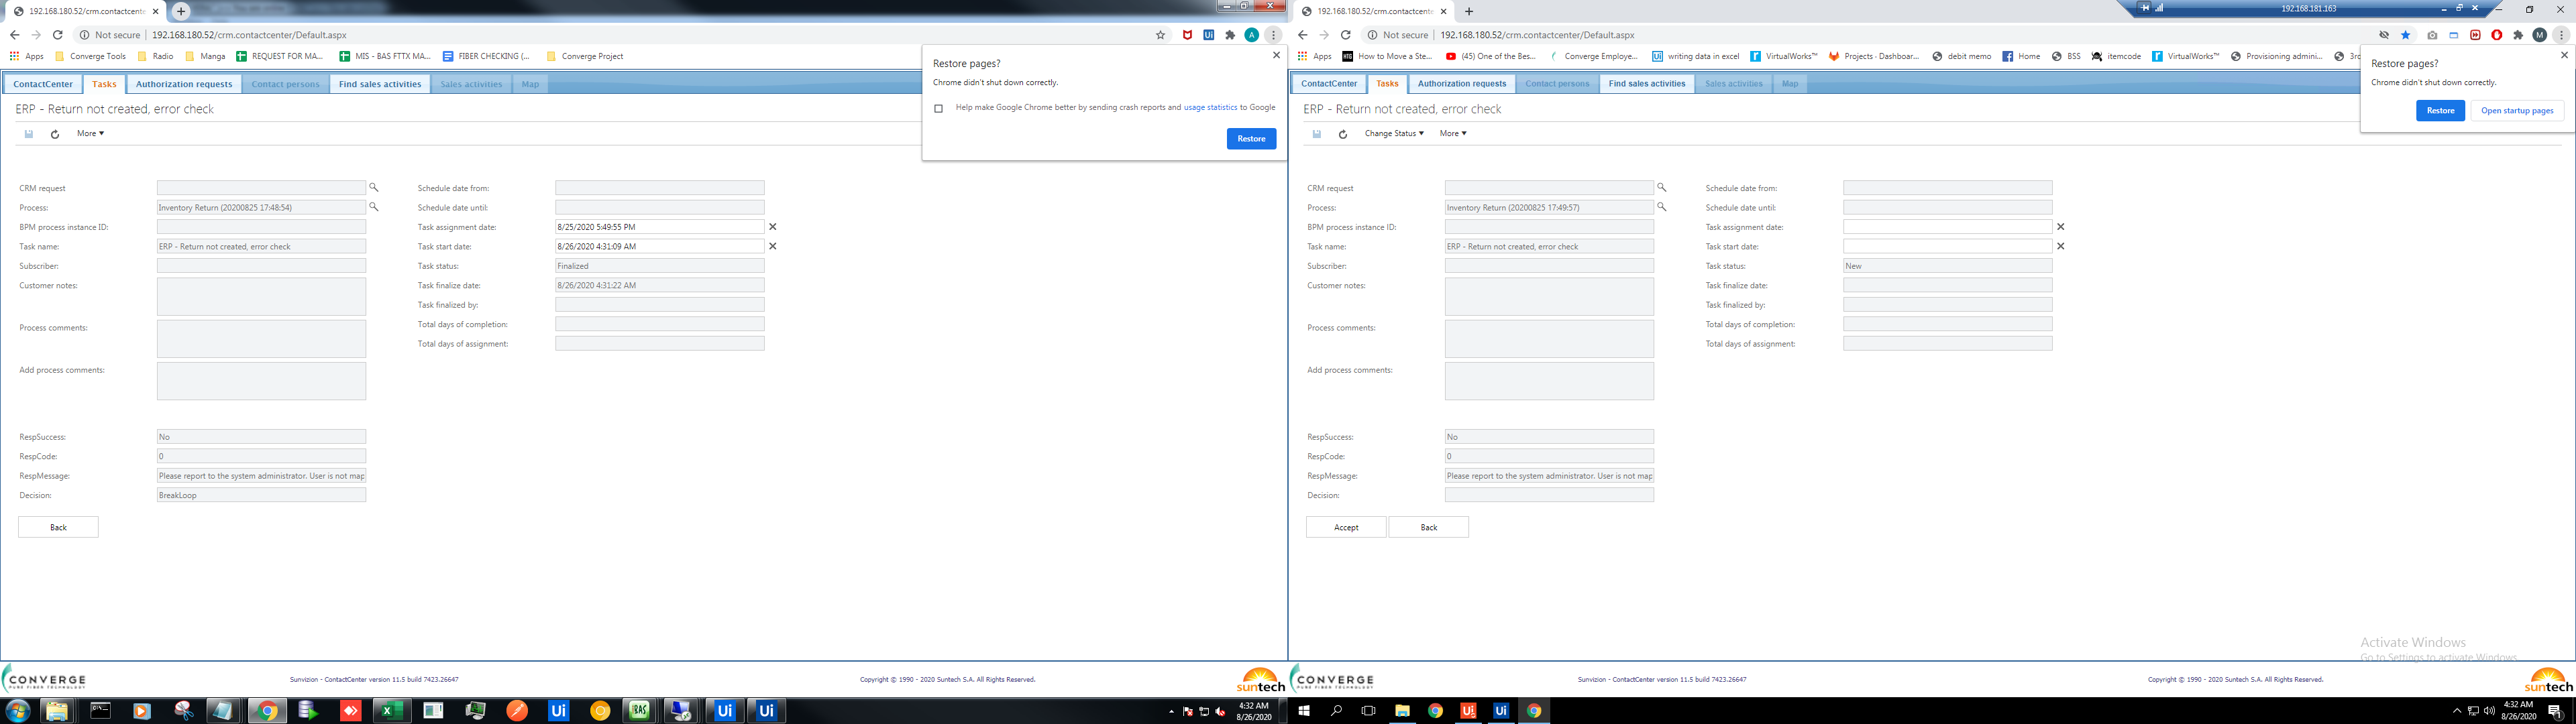 192.168.180.52/crm.contactcente
Not secure | 192.168.180.52/crm.contactcenter/Default.aspx
Apps Converge Tools Radio Manga REQUEST FOR MA... MIS - BAS FTTX MA... FIBER CHECKING (... Converge Project
ContactCenter Tasks Authorization requests Contact persons Find sales activities Sales activities Map
Restore pages?
Chrome didn't shut down correctly.
Help make Google Chrome better by sending crash reports and usage statistics to Google
Restore
ERP - Return not created, error check
More
CRM request
Process: Inventory Return (20200825 17:48:54)
BPM process instance ID:
Task name: ERP - Return not created, error check
Subscriber:
Customer notes:
Process comments:
Add process comments:
Schedule date from:
Schedule date until:
Task assignment date: 8/25/2020 5:49:55 PM
Task start date: 8/26/2020 4:31:09 AM
Task status: Finalized
Task finalize date: 8/26/2020 4:31:22 AM
Task finalized by:
Total days of completion:
Total days of assignment:
RespSuccess: No
RespCode: 0
RespMessage: Please report to the system administrator. User is not map
Decision: BreakLoop
Back
CONVERGE
PURE FIBER TECHNOLOGY
Sunvizion - ContactCenter version 11.5 build 7423.26647
Copyright © 1990 - 2020 Suntech S.A. All Rights Reserved.
suntech
4:32 AM
8/26/2020
192.168.180.52/crm.contactcente
192.168.181.163
Not secure | 192.168.180.52/crm.contactcenter/Default.aspx
Apps How to Move a Ste... (45) One of the Bes... Converge Employe... writing data in excel VirtualWorks™ Projects - Dashboar... debit memo Home BSS itemcode VirtualWorks™ Provisioning admini... 3rd
ContactCenter Tasks Authorization requests Contact persons Find sales activities Sales activities Map
Restore pages?
Chrome didn't shut down correctly.
Restore Open startup pages
ERP - Return not created, error check
Change Status More
CRM request
Process: Inventory Return (20200825 17:49:57)
BPM process instance ID:
Task name: ERP - Return not created, error check
Subscriber:
Customer notes:
Process comments:
Add process comments:
Schedule date from:
Schedule date until:
Task assignment date:
Task start date:
Task status: New
Task finalize date:
Task finalized by:
Total days of completion:
Total days of assignment:
RespSuccess: No
RespCode: 0
RespMessage: Please report to the system administrator. User is not map
Decision:
Accept Back
Activate Windows
Go to Settings to activate Windows.
CONVERGE
PURE FIBER TECHNOLOGY
Sunvizion - ContactCenter version 11.5 build 7423.26647
Copyright © 1990 - 2020 Suntech S.A. All Rights Reserved.
suntech
4:32 AM
8/26/2020